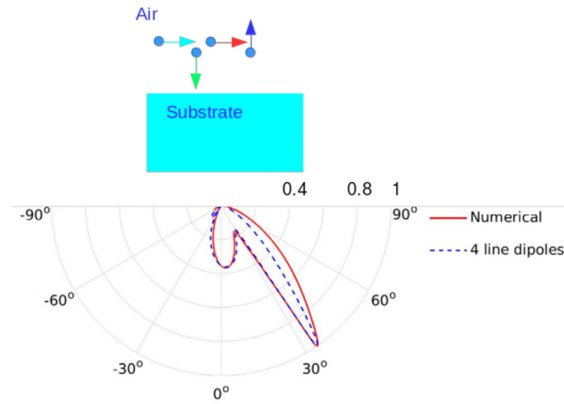 Air
Substrate
0.4 0.8 1
-90° 90°
Numerical
4 line dipoles
-60° 60°
-30° 30°
0°